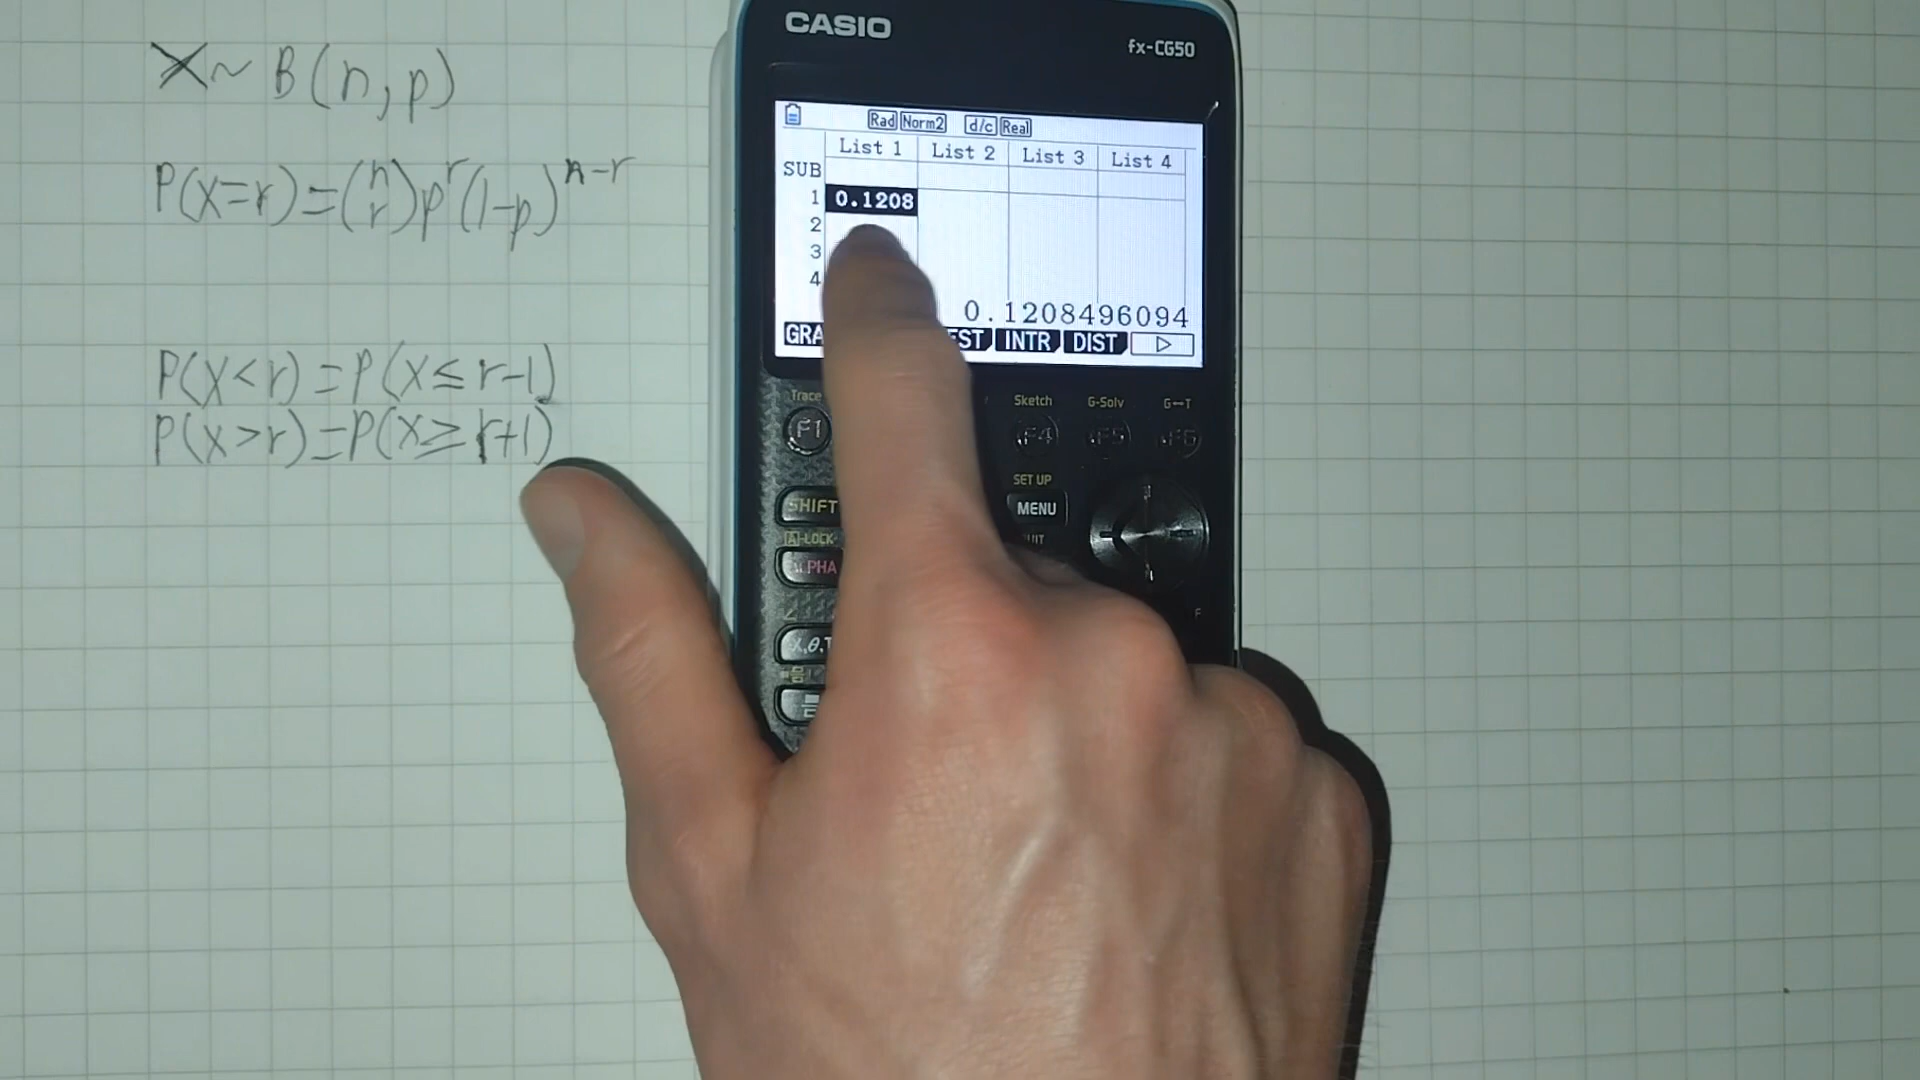 X~B(n,p)
P(X=r)=(n r)p^r(1-p)^n-r
P(X<r)=P(X≤r-1)
P(X>r)=P(X≥r+1)
CASIO
fx-CG50
Rad Norm2 d/c Real
List 1 List 2 List 3 List 4
SUB
1 0.1208
2
3
4
0.1208496094
INTR DIST
Trace Sketch G-Solv G↔T
F1 F4 F5 F6
SET UP
SHIFT MENU
A-LOCK
F